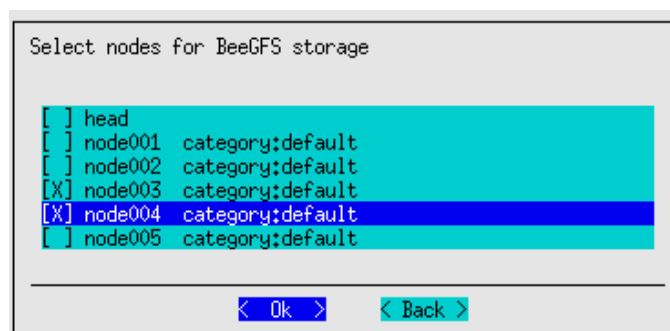 Select nodes for BeeGFS storage
[ ] head
[ ] node001 category:default
[ ] node002 category:default
[X] node003 category:default
[X] node004 category:default
[ ] node005 category:default
< Ok > < Back >